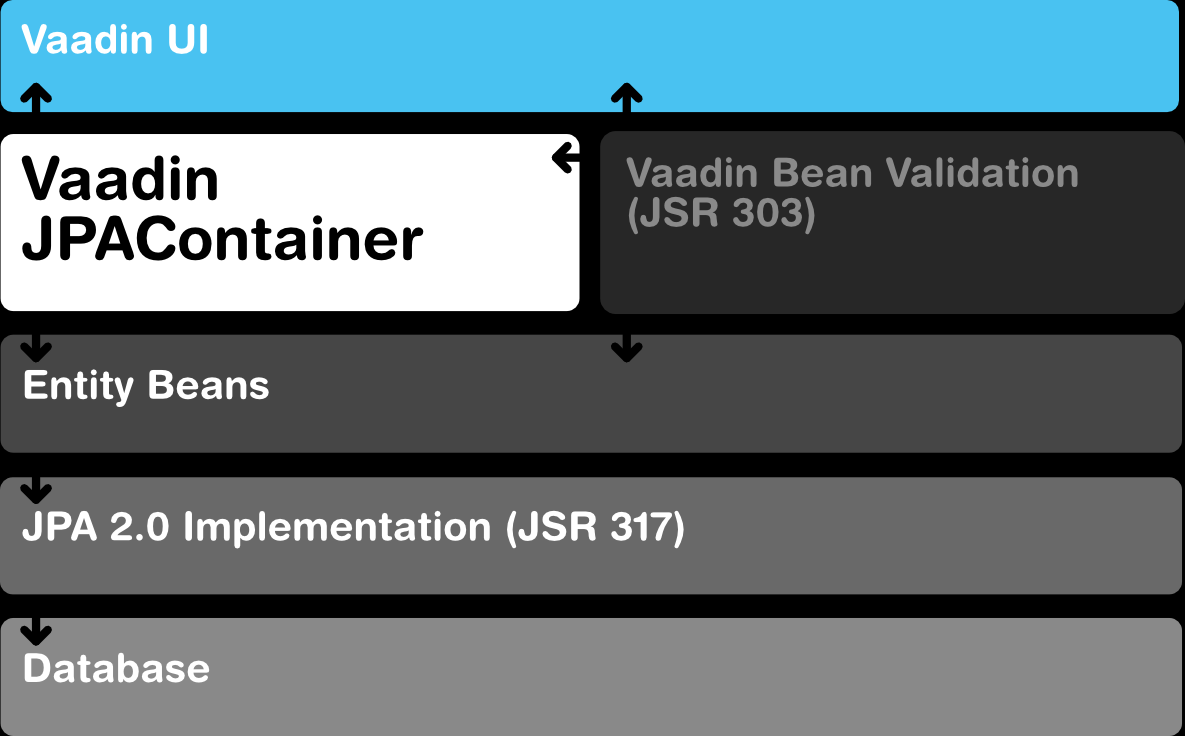 Vaadin UI
Vaadin
JPAContainer
Vaadin Bean Validation
(JSR 303)
Entity Beans
JPA 2.0 Implementation (JSR 317)
Database